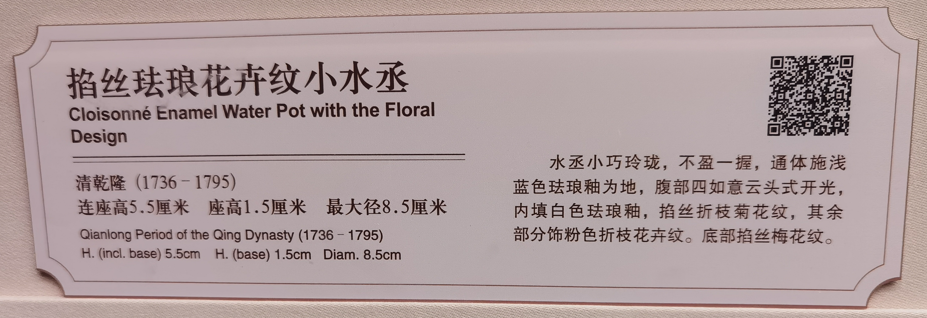 掐丝珐琅花卉纹小水丞
Cloisonné Enamel Water Pot with the Floral
Design
清乾隆（1736－1795）
连座高5.5厘米　座高1.5厘米　最大径8.5厘米
Qianlong Period of the Qing Dynasty (1736－1795)
H. (incl. base) 5.5cm　H. (base) 1.5cm　Diam. 8.5cm
水丞小巧玲珑，不盈一握，通体施浅
蓝色珐琅釉为地，腹部四如意云头式开光，
内填白色珐琅釉，掐丝折枝菊花纹，其余
部分饰粉色折枝花卉纹。底部掐丝梅花纹。